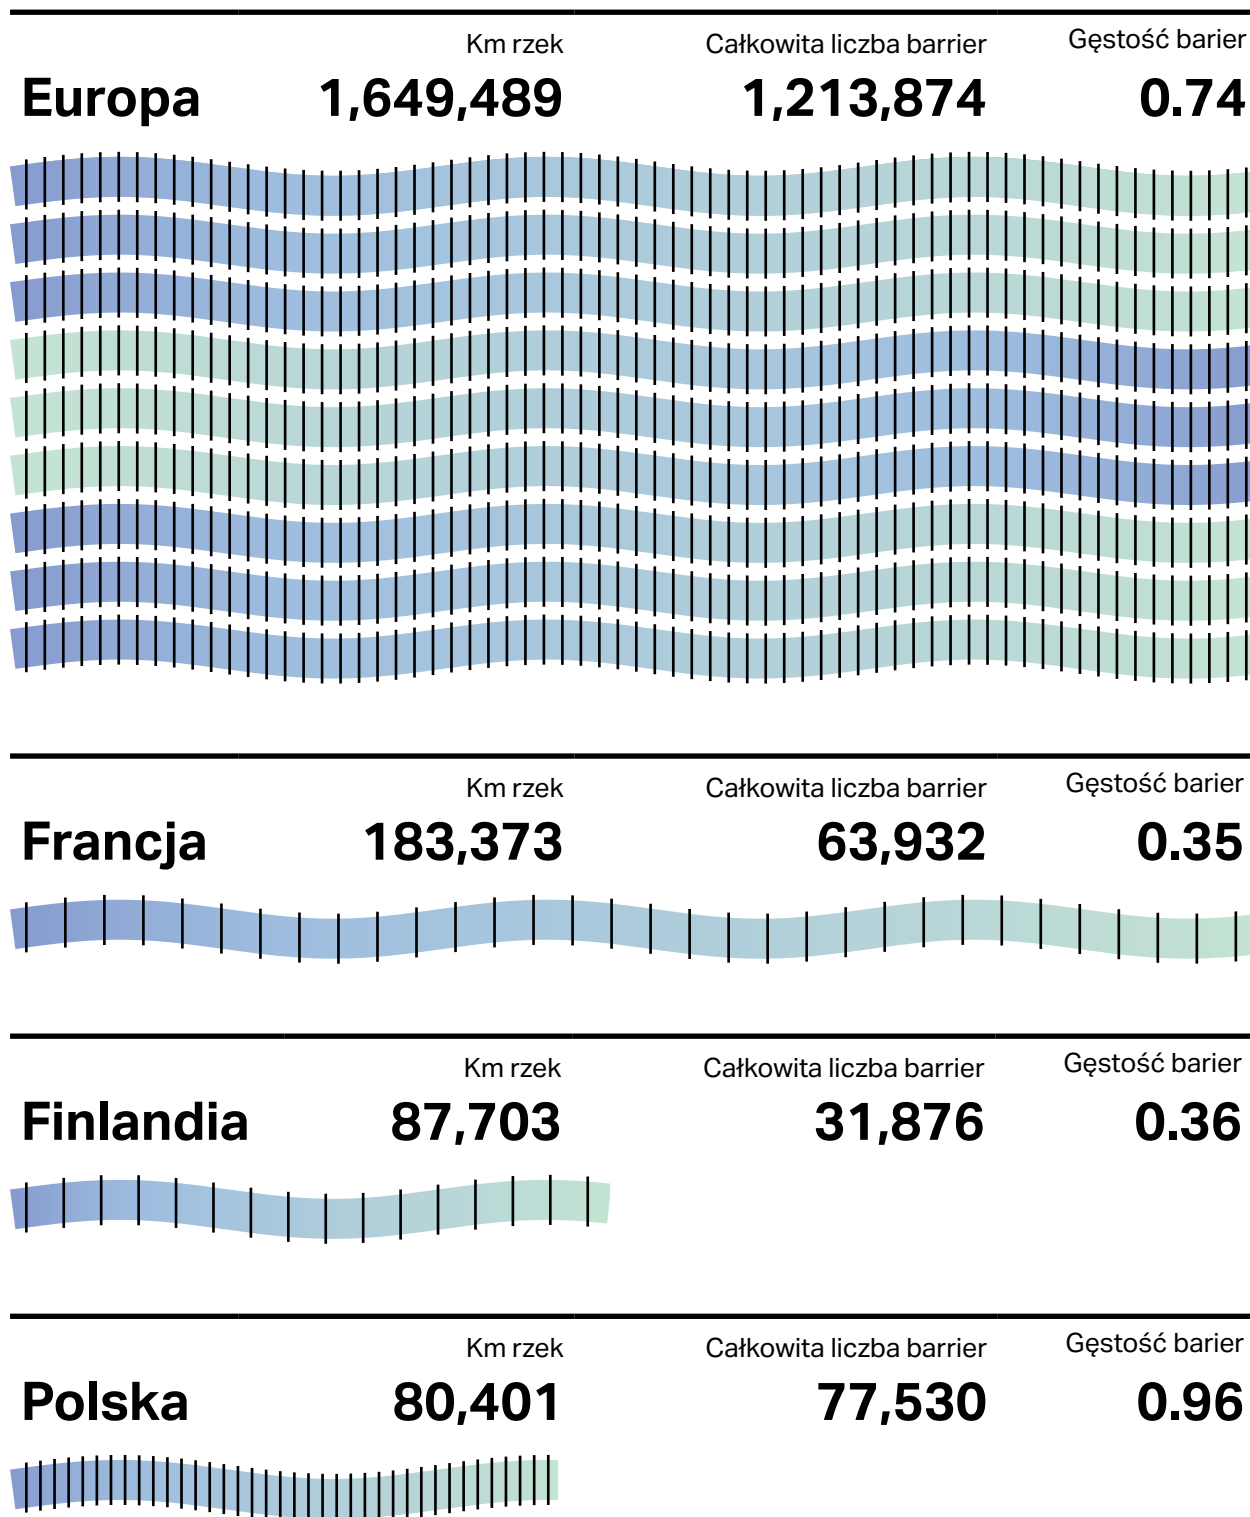 Km rzek Całkowita liczba barrier Gęstość barier
Europa 1,649,489 1,213,874 0.74
Km rzek Całkowita liczba barrier Gęstość barier
Francja 183,373 63,932 0.35
Km rzek Całkowita liczba barrier Gęstość barier
Finlandia 87,703 31,876 0.36
Km rzek Całkowita liczba barrier Gęstość barier
Polska 80,401 77,530 0.96